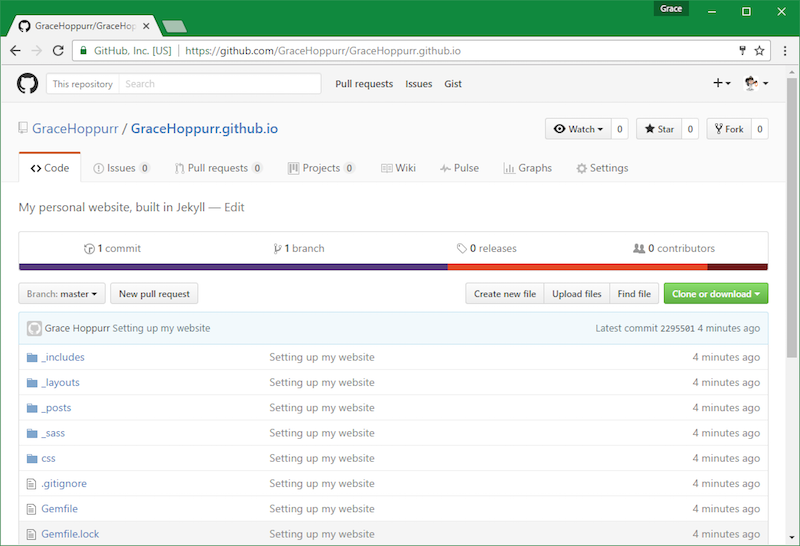 Grace
GraceHoppurr/GraceHopp
GitHub, Inc. [US] https://github.com/GraceHoppurr/GraceHoppurr.github.io
This repository Search Pull requests Issues Gist
GraceHoppurr / GraceHoppurr.github.io Watch 0 Star 0 Fork 0
Code Issues 0 Pull requests 0 Projects 0 Wiki Pulse Graphs Settings
My personal website, built in Jekyll — Edit
1 commit 1 branch 0 releases 0 contributors
Branch: master New pull request Create new file Upload files Find file Clone or download
Grace Hoppurr Setting up my website Latest commit 2295501 4 minutes ago
_includes Setting up my website 4 minutes ago
_layouts Setting up my website 4 minutes ago
_posts Setting up my website 4 minutes ago
_sass Setting up my website 4 minutes ago
css Setting up my website 4 minutes ago
.gitignore Setting up my website 4 minutes ago
Gemfile Setting up my website 4 minutes ago
Gemfile.lock Setting up my website 4 minutes ago